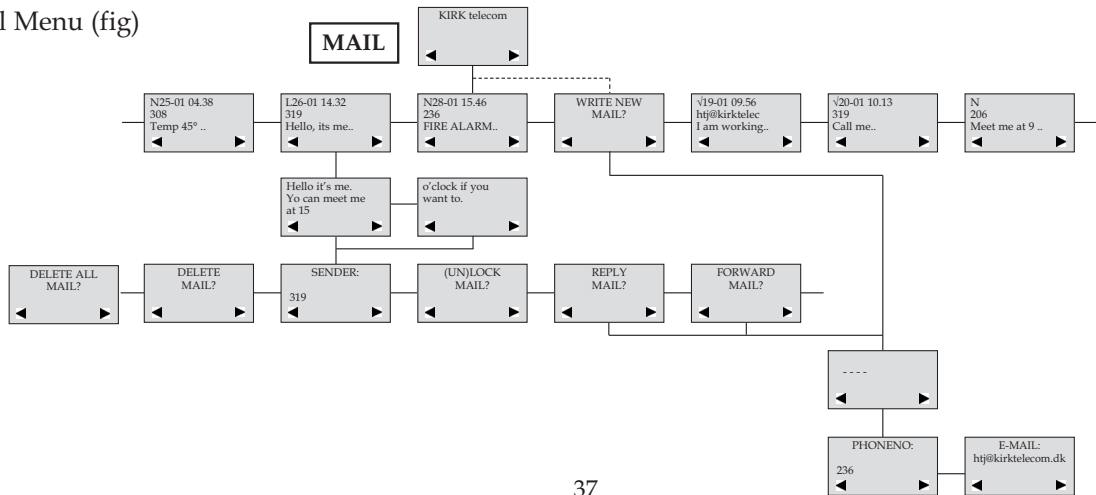 l Menu (fig)
MAIL
KIRK telecom
N25-01 04.38
308
Temp 45° ..
L26-01 14.32
319
Hello, its me..
N28-01 15.46
236
FIRE ALARM..
WRITE NEW
MAIL?
√19-01 09.56
htj@kirktelec
I am working..
√20-01 10.13
319
Call me..
N
206
Meet me at 9 ..
Hello it's me.
Yo can meet me
at 15
o'clock if you
want to.
DELETE ALL
MAIL?
DELETE
MAIL?
SENDER:
319
(UN)LOCK
MAIL?
REPLY
MAIL?
FORWARD
MAIL?
- - - -
PHONENO:
236
E-MAIL:
htj@kirktelecom.dk
37